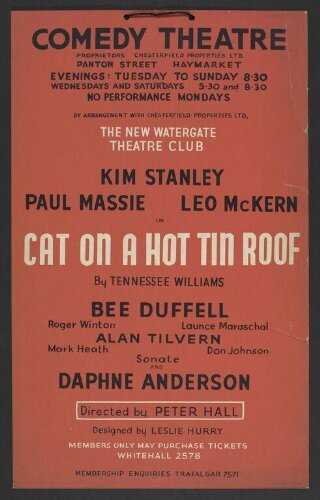 COMEDY THEATRE
PROPRIETORS CHESTERFIELD PROPERTIES LTD.
PANTON STREET HAYMARKET
EVENINGS: TUESDAY TO SUNDAY 8·30
WEDNESDAYS AND SATURDAYS 5·30 and 8·30
NO PERFORMANCE MONDAYS
BY ARRANGEMENT WITH CHESTERFIELD PROPERTIES LTD.
THE NEW WATERGATE
THEATRE CLUB
KIM STANLEY
PAUL MASSIE LEO McKERN
IN
CAT ON A HOT TIN ROOF
By TENNESSEE WILLIAMS
BEE DUFFELL
Roger Winton Launce Maraschal
ALAN TILVERN
Mark Heath Don Johnson
Sonate
AND
DAPHNE ANDERSON
Directed by PETER HALL
Designed by LESLIE HURRY
MEMBERS ONLY MAY PURCHASE TICKETS
WHITEHALL 2578
MEMBERSHIP ENQUIRIES TRAFALGAR 7571